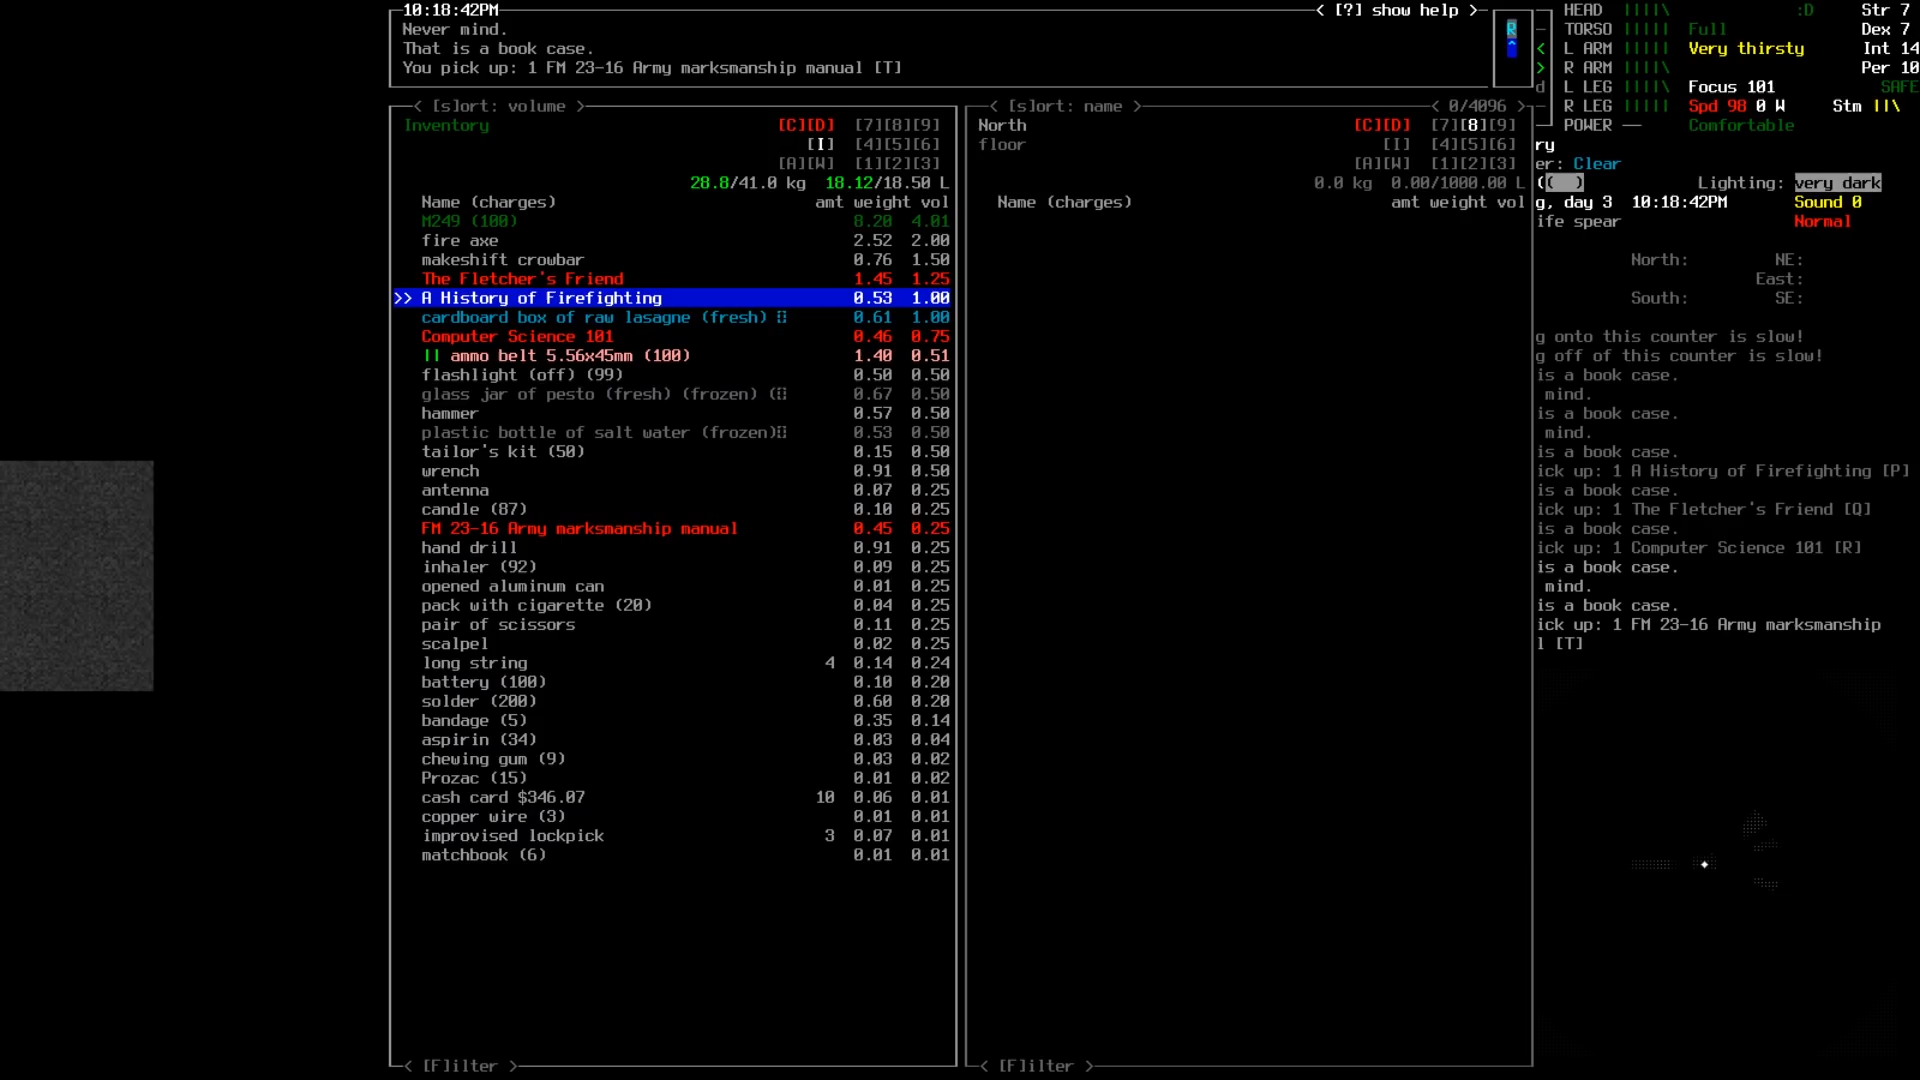 10:18:42PM < [?] show help >
Never mind.
That is a book case.
You pick up: 1 FM 23-16 Army marksmanship manual [T]
< [s]ort: volume >
Inventory [C][D] [7][8][9]
[I] [4][5][6]
[A][W] [1][2][3]
28.8/41.0 kg 18.12/18.50 L
Name (charges) amt weight vol
M249 (100) 8.20 4.01
fire axe 2.52 2.00
makeshift crowbar 0.76 1.50
The Fletcher's Friend 1.45 1.25
>> A History of Firefighting 0.53 1.00
cardboard box of raw lasagne (fresh) 0.61 1.00
Computer Science 101 0.46 0.75
|| ammo belt 5.56x45mm (100) 1.40 0.51
flashlight (off) (99) 0.50 0.50
glass jar of pesto (fresh) (frozen) ( 0.67 0.50
hammer 0.57 0.50
plastic bottle of salt water (frozen) 0.53 0.50
tailor's kit (50) 0.15 0.50
wrench 0.91 0.50
antenna 0.07 0.25
candle (87) 0.10 0.25
FM 23-16 Army marksmanship manual 0.45 0.25
hand drill 0.91 0.25
inhaler (92) 0.09 0.25
opened aluminum can 0.01 0.25
pack with cigarette (20) 0.04 0.25
pair of scissors 0.11 0.25
scalpel 0.02 0.25
long string 4 0.14 0.24
battery (100) 0.10 0.20
solder (200) 0.60 0.20
bandage (5) 0.35 0.14
aspirin (34) 0.03 0.04
chewing gum (9) 0.03 0.02
Prozac (15) 0.01 0.02
cash card $346.07 10 0.06 0.01
copper wire (3) 0.01 0.01
improvised lockpick 3 0.07 0.01
matchbook (6) 0.01 0.01
< [F]ilter >
< [s]ort: name > < 0/4096 >
North [C][D] [7][8][9]
floor [I] [4][5][6]
[A][W] [1][2][3]
0.0 kg 0.00/1000.00 L
Name (charges) amt weight vol
< [F]ilter >
R
^
HEAD ||||\ :D Str 7
TORSO ||||| Full Dex 7
< L ARM ||||| Very thirsty Int 14
> R ARM ||||\ Per 10
d L LEG ||||\ Focus 101 SAFE
R LEG ||||| Spd 98 0 W Stm ||\
POWER -- Comfortable
ry
er: Clear
(( ) Lighting: very dark
g, day 3 10:18:42PM Sound 0
ife spear Normal
North: NE:
East:
South: SE:
g onto this counter is slow!
g off of this counter is slow!
is a book case.
mind.
is a book case.
mind.
is a book case.
ick up: 1 A History of Firefighting [P]
is a book case.
ick up: 1 The Fletcher's Friend [Q]
is a book case.
ick up: 1 Computer Science 101 [R]
is a book case.
mind.
is a book case.
ick up: 1 FM 23-16 Army marksmanship
l [T]